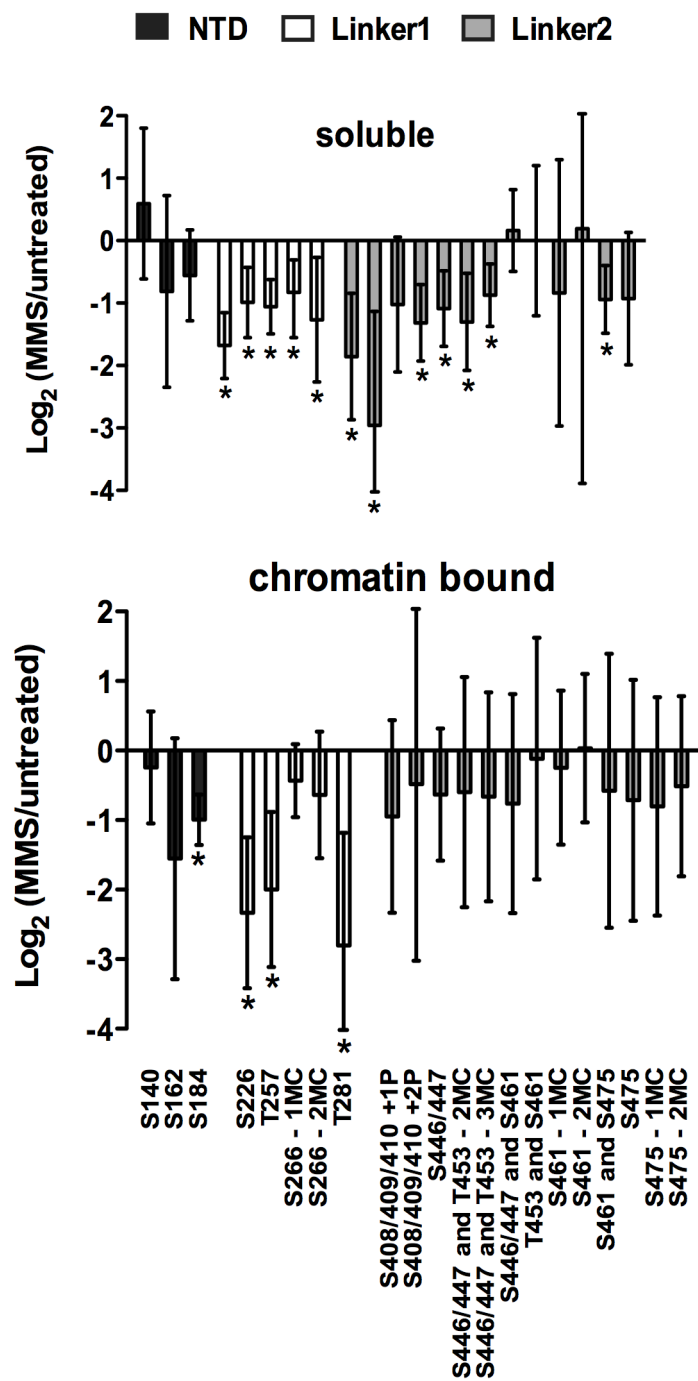 NTD Linker1 Linker2
soluble
Log2 (MMS/untreated)
2
1
0
-1
-2
-3
-4
* * * * * * * * * * * * *
chromatin bound
Log2 (MMS/untreated)
2
1
0
-1
-2
-3
-4
* * * *
S140
S162
S184
S226
T257
S266 - 1MC
S266 - 2MC
T281
S408/409/410 +1P
S408/409/410 +2P
S446/447
S446/447 and T453 - 2MC
S446/447 and T453 - 3MC
S446/447 and S461
T453 and S461
S461 - 1MC
S461 - 2MC
S461 and S475
S475
S475 - 1MC
S475 - 2MC